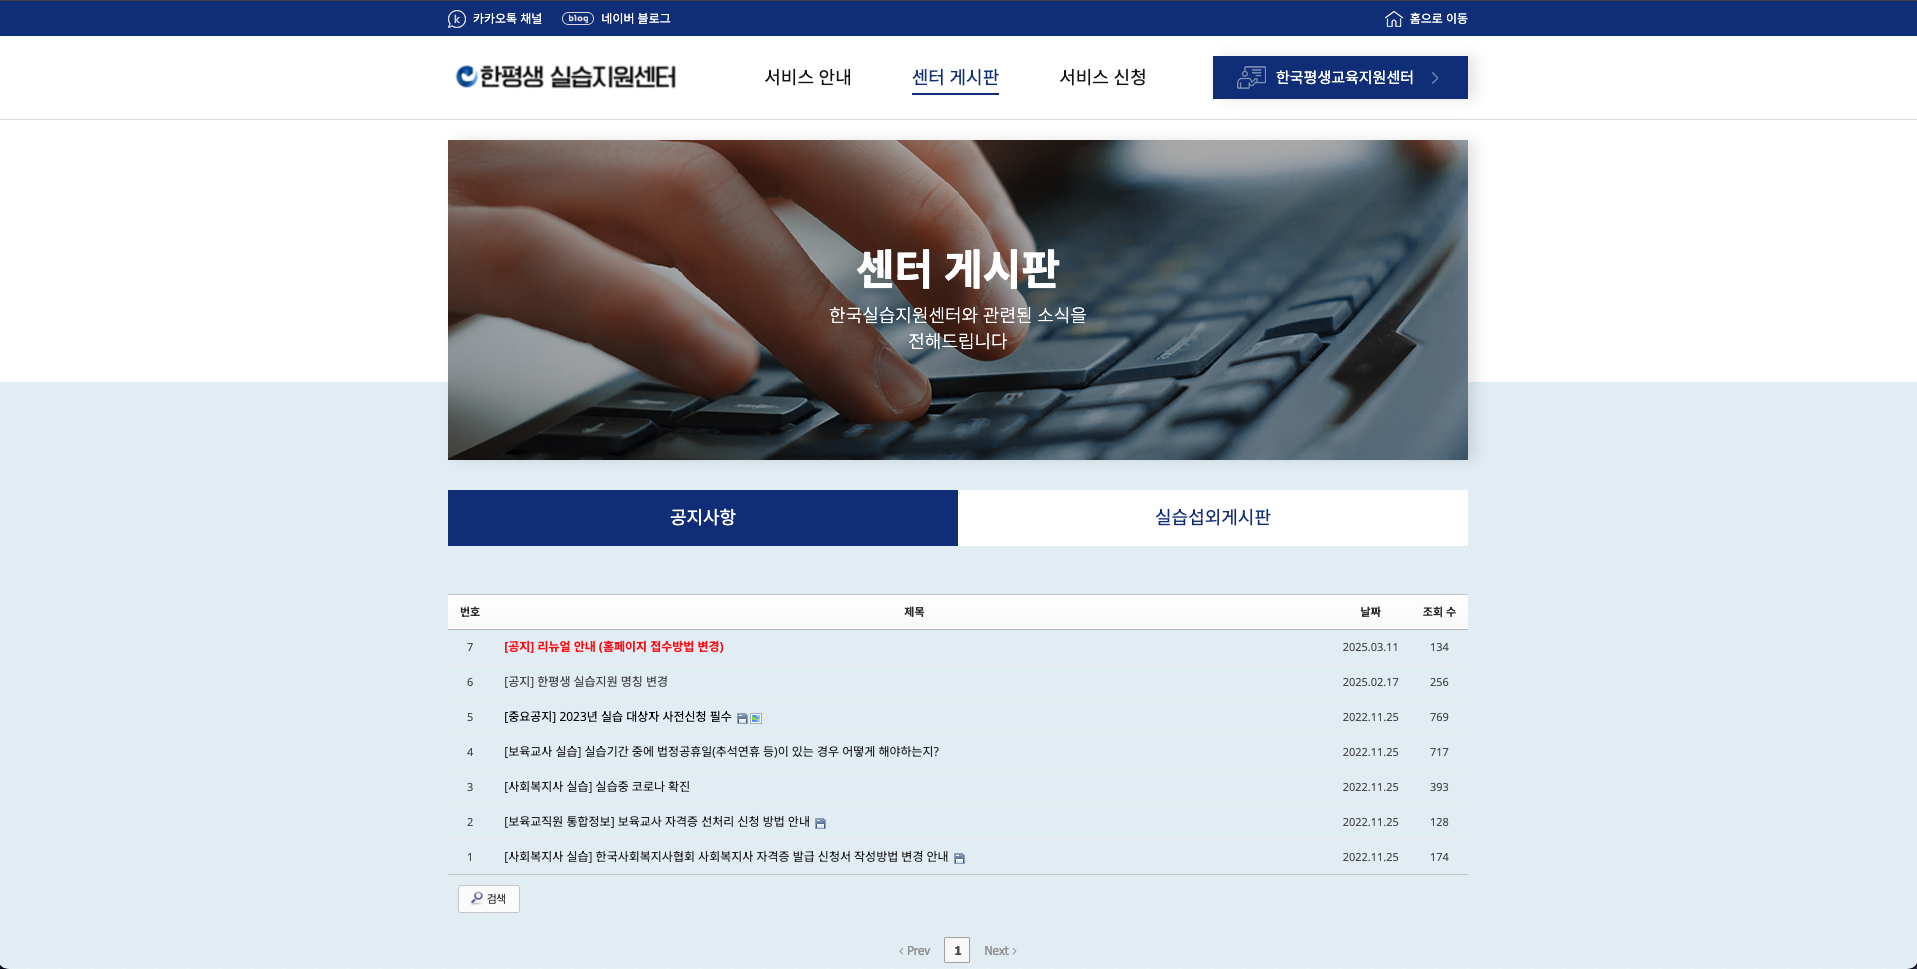 카카오톡 채널
blog 네이버 블로그
홈으로 이동
한평생 실습지원센터
서비스 안내
센터 게시판
서비스 신청
한국평생교육지원센터
센터 게시판
한국실습지원센터와 관련된 소식을
전해드립니다
공지사항
실습섭외게시판
번호 제목 날짜 조회 수
7 [공지] 리뉴얼 안내 (홈페이지 접수방법 변경) 2025.03.11 134
6 [공지] 한평생 실습지원 명칭 변경 2025.02.17 256
5 [중요공지] 2023년 실습 대상자 사전신청 필수 2022.11.25 769
4 [보육교사 실습] 실습기간 중에 법정공휴일(추석연휴 등)이 있는 경우 어떻게 해야하는지? 2022.11.25 717
3 [사회복지사 실습] 실습중 코로나 확진 2022.11.25 393
2 [보육교직원 통합정보] 보육교사 자격증 선처리 신청 방법 안내 2022.11.25 128
1 [사회복지사 실습] 한국사회복지사협회 사회복지사 자격증 발급 신청서 작성방법 변경 안내 2022.11.25 174
검색
‹ Prev 1 Next ›